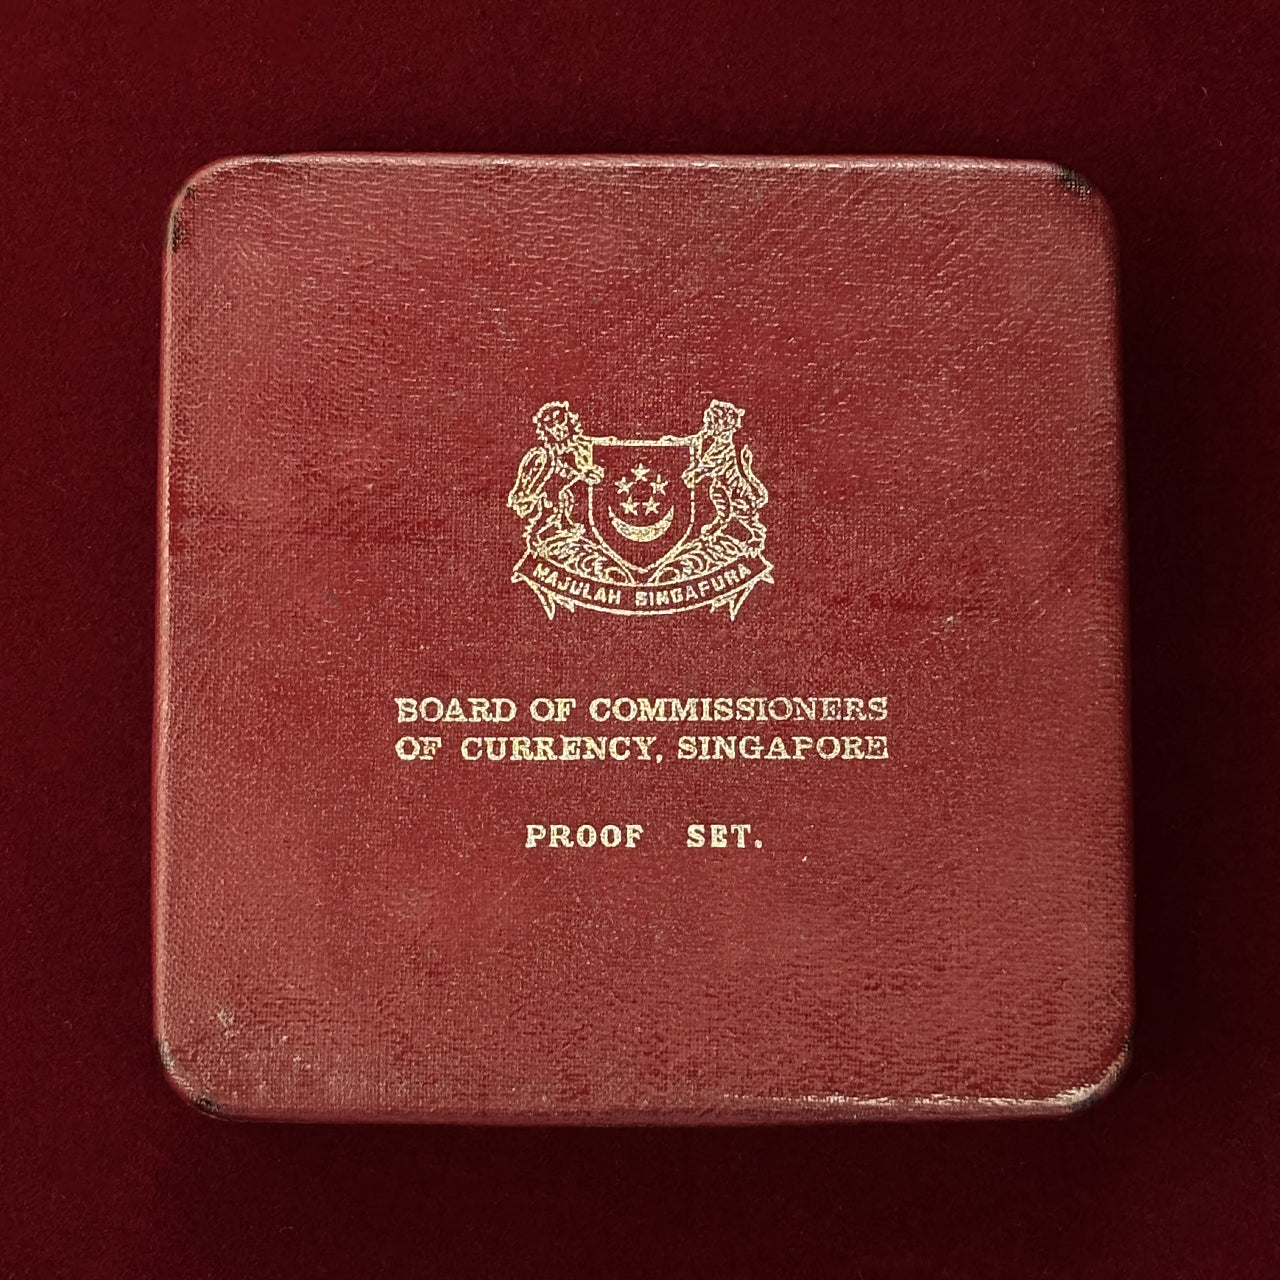 MAJULAH SINGAPURA
BOARD OF COMMISSIONERS
OF CURRENCY, SINGAPORE
PROOF SET.